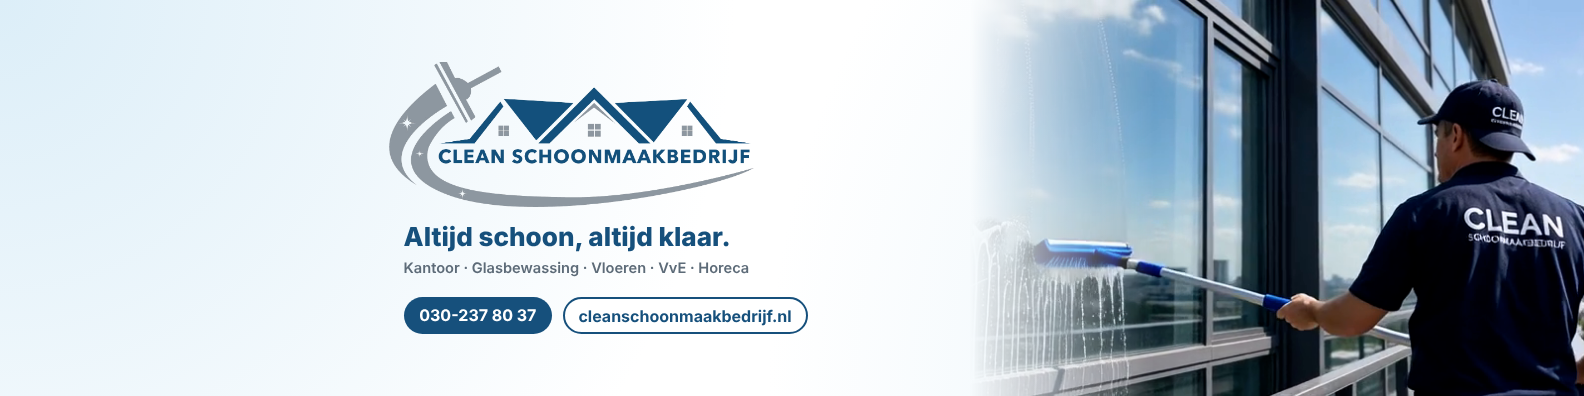 CLEAN SCHOONMAAKBEDRIJF
Altijd schoon, altijd klaar.
Kantoor · Glasbewassing · Vloeren · VvE · Horeca
030-237 80 37
cleanschoonmaakbedrijf.nl
CLEAN
CLEAN
SCHOONMAAKBEDRIJF